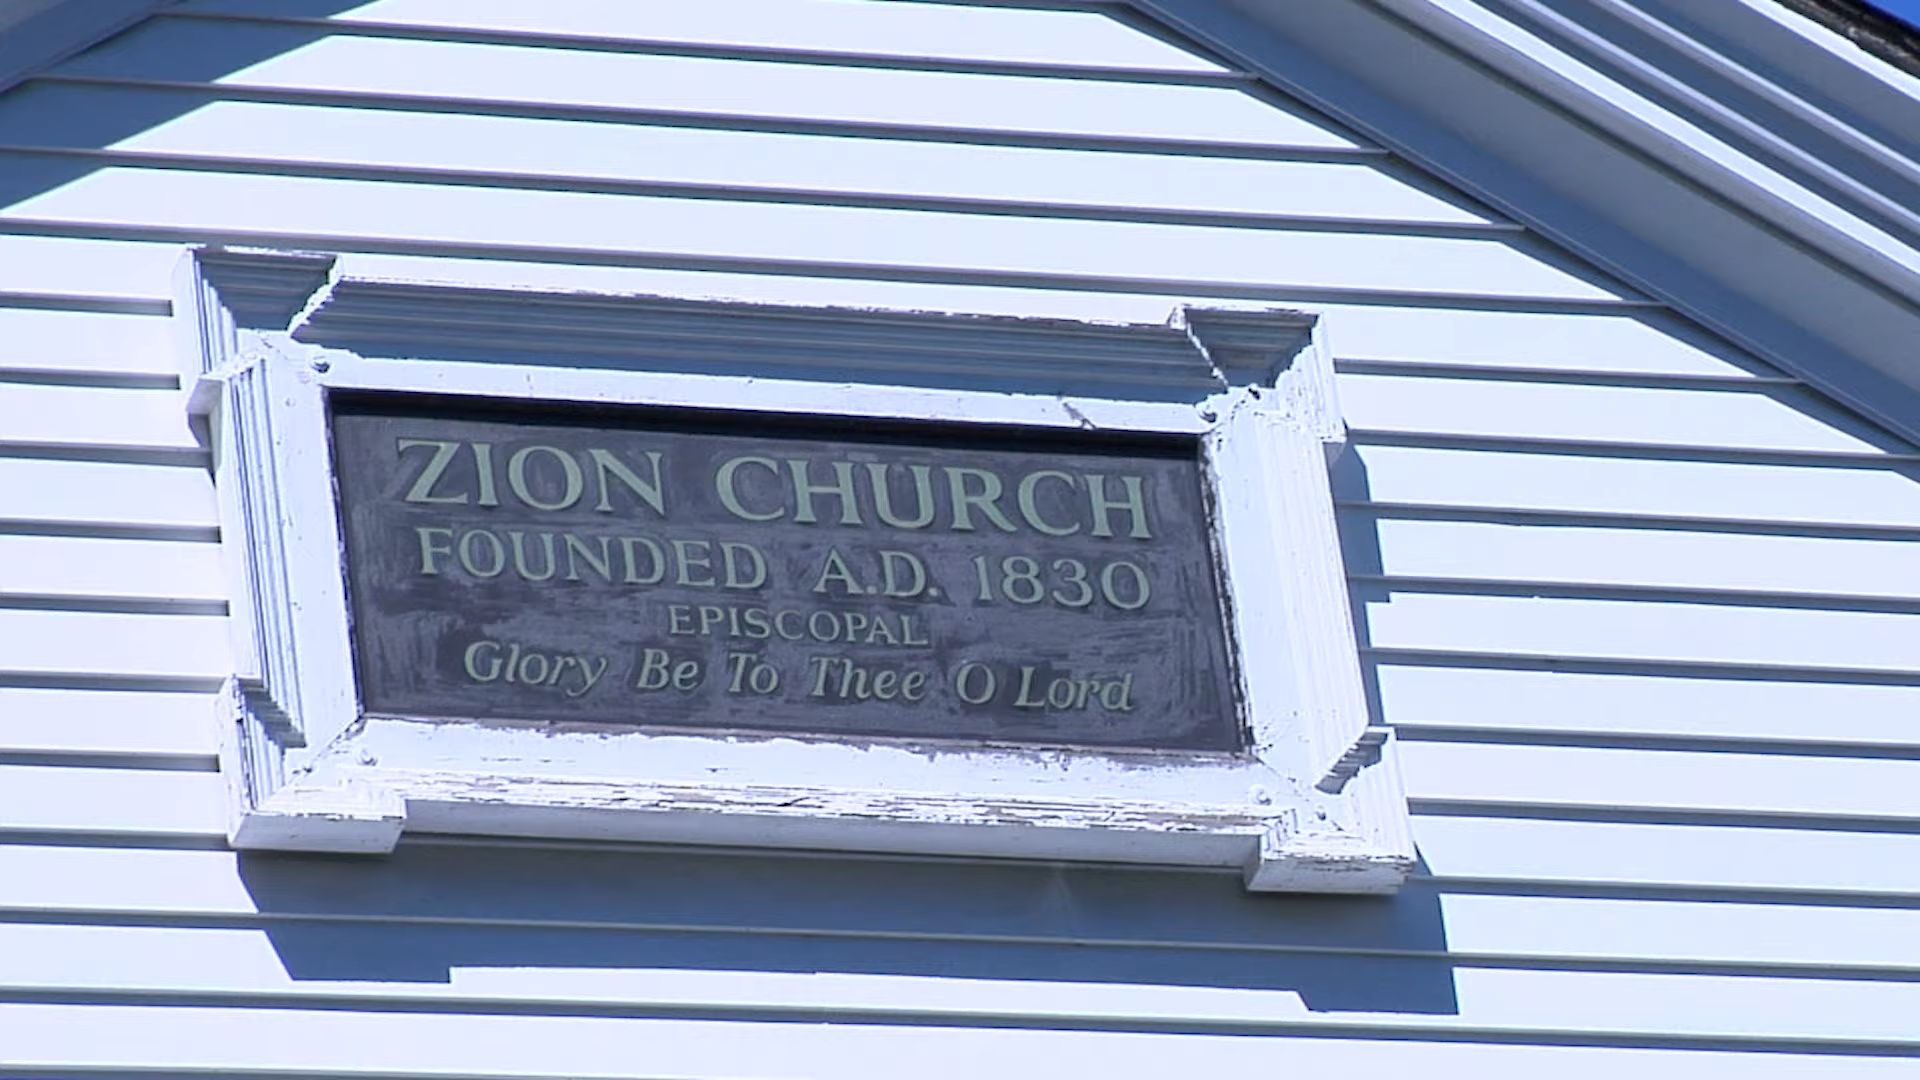 ZION CHURCH
FOUNDED A.D. 1830
EPISCOPAL
Glory Be To Thee O Lord